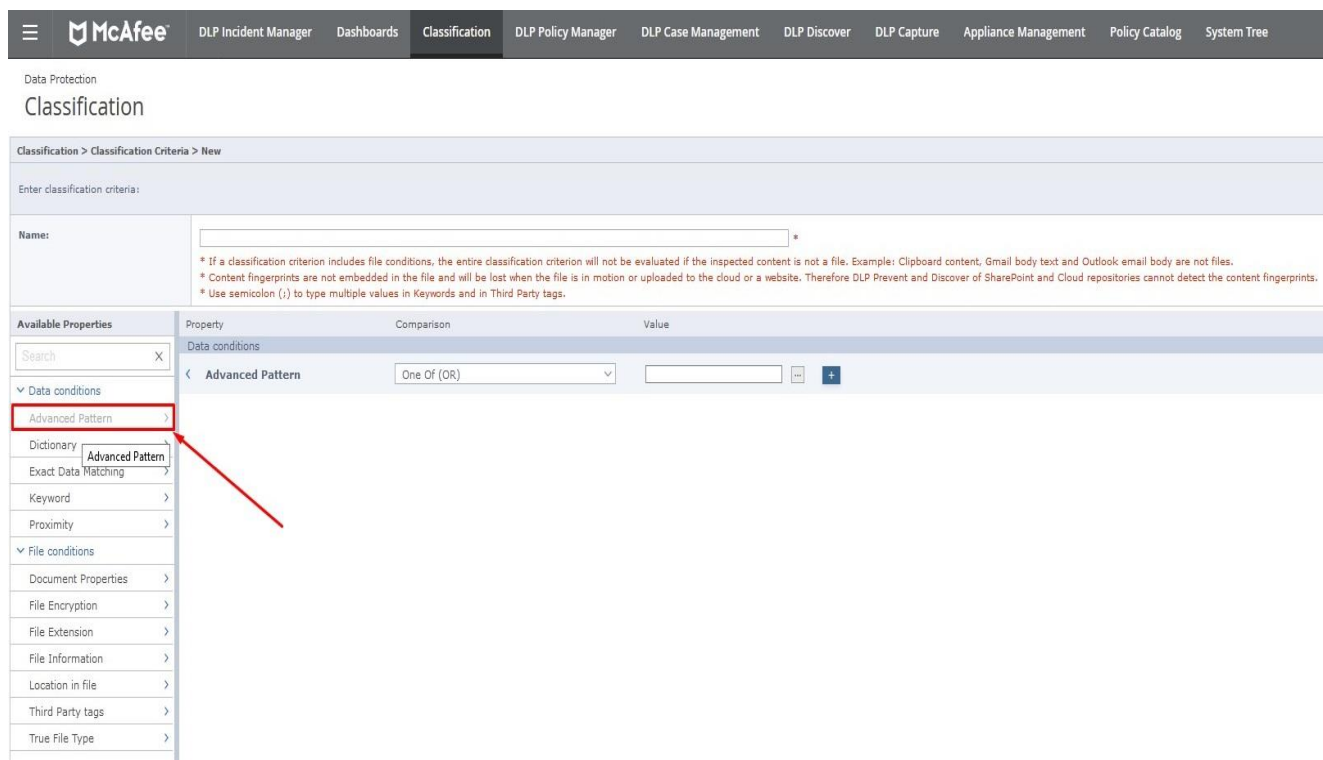 McAfee DLP Incident Manager Dashboards Classification DLP Policy Manager DLP Case Management DLP Discover DLP Capture Appliance Management Policy Catalog System Tree
Data Protection
Classification
Classification > Classification Criteria > New
Enter classification criteria:
Name: *
* If a classification criterion includes file conditions, the entire classification criterion will not be evaluated if the inspected content is not a file. Example: Clipboard content, Gmail body text and Outlook email body are not files.
* Content fingerprints are not embedded in the file and will be lost when the file is in motion or uploaded to the cloud or a website. Therefore DLP Prevent and Discover of SharePoint and Cloud repositories cannot detect the content fingerprints.
* Use semicolon (;) to type multiple values in Keywords and in Third Party tags.
Available Properties Property Comparison Value
Search X
Data conditions
Advanced Pattern One Of (OR) ... +
Data conditions
Advanced Pattern
Dictionary
Advanced Pattern
Exact Data Matching
Keyword
Proximity
File conditions
Document Properties
File Encryption
File Extension
File Information
Location in file
Third Party tags
True File Type